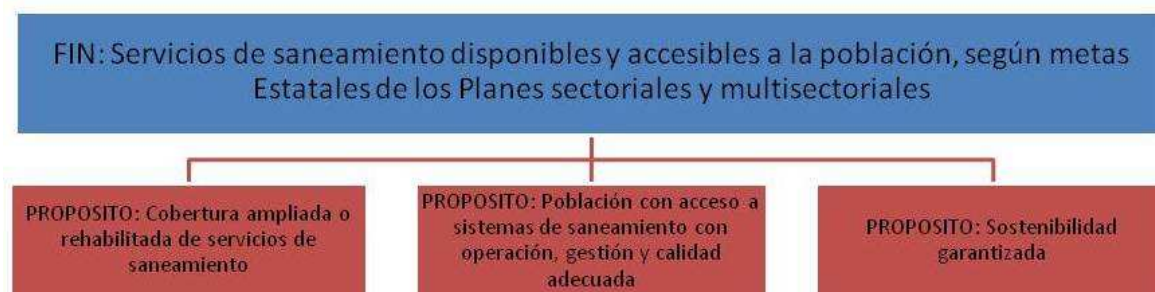 FIN: Servicios de saneamiento disponibles y accesibles a la población, según metas
Estatales de los Planes sectoriales y multisectoriales
PROPOSITO: Cobertura ampliada o
rehabilitada de servicios de
saneamiento
PROPOSITO: Población con acceso a
sistemas de saneamiento con
operación, gestión y calidad
adecuada
PROPOSITO: Sostenibilidad
garantizada